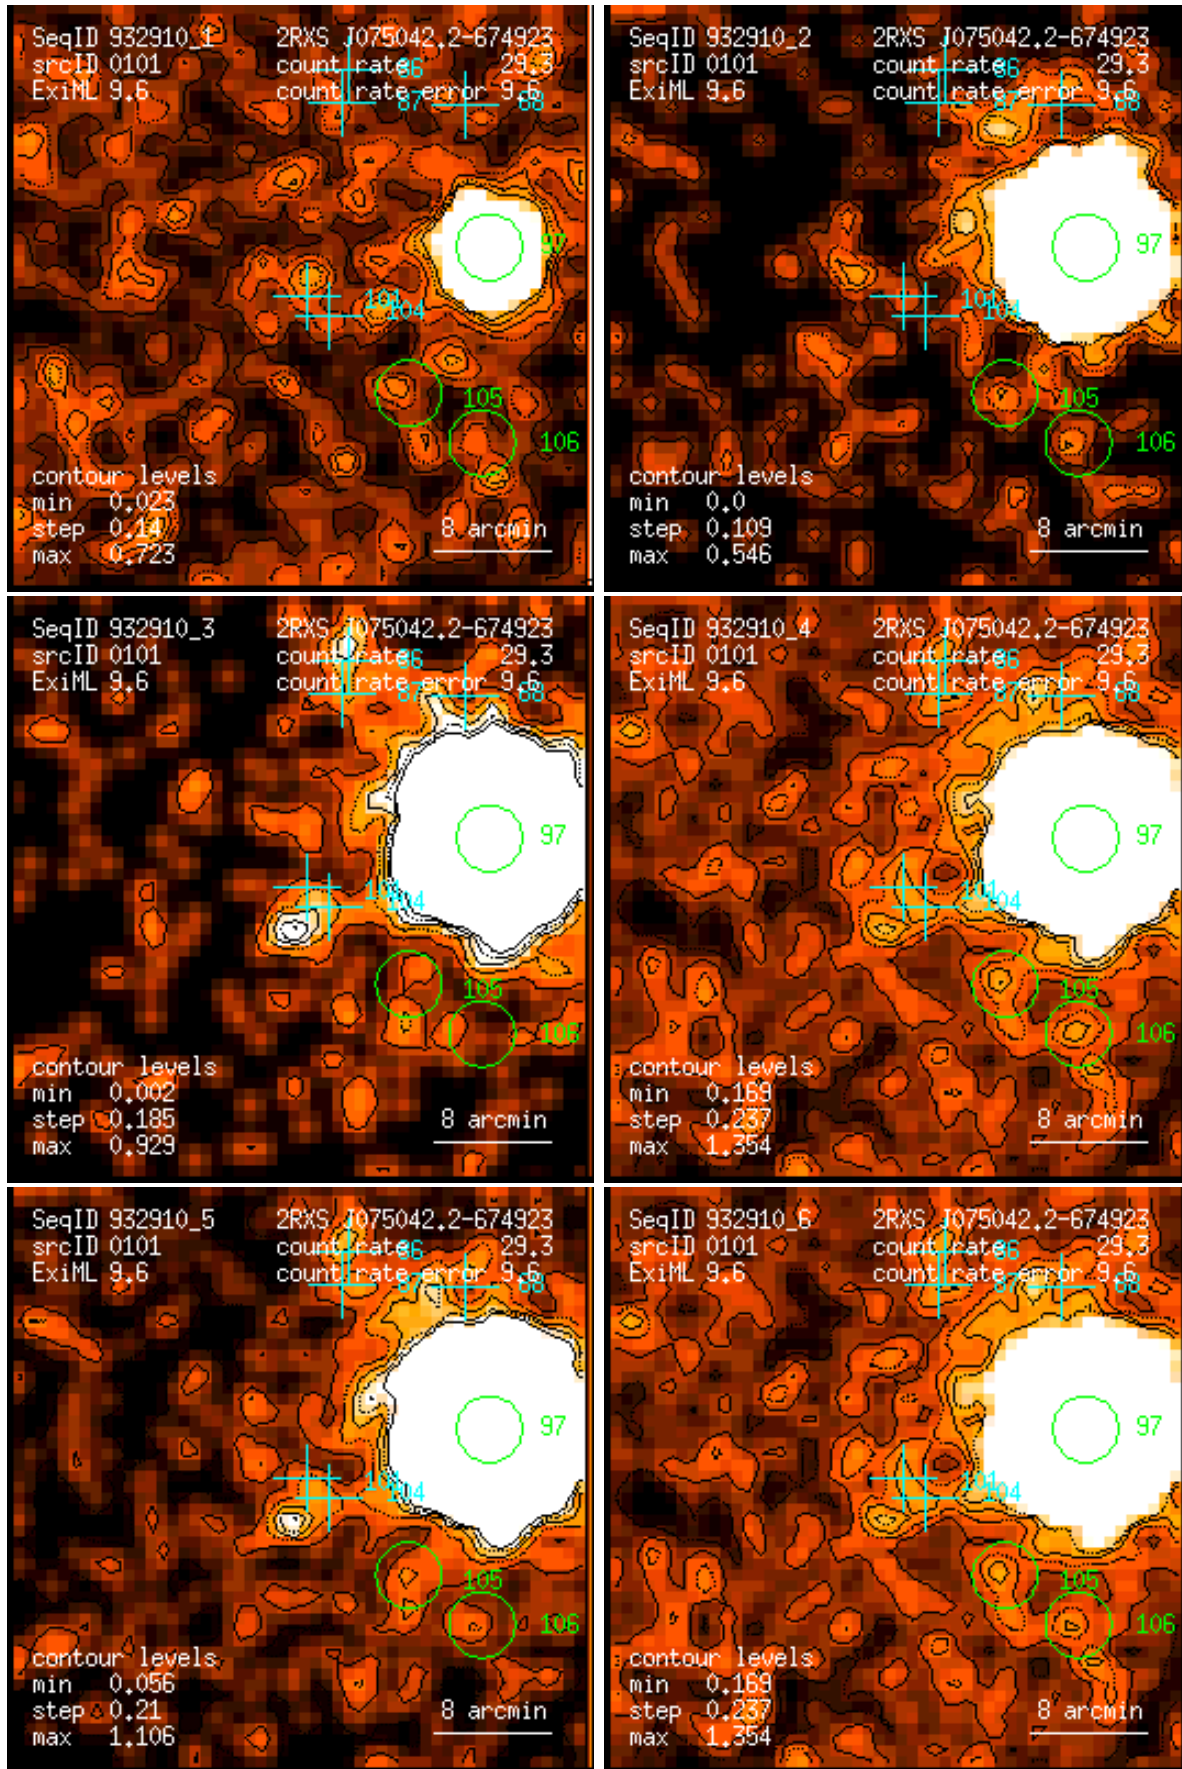 SeqID 932910_1 2RXS J075042.2-674923
srcID 0101 count rate 29.3
ExiML 9.6 count rate error 9.6
86
87 88
97
101 104
105
106
contour levels
min 0.023
step 0.14
max 0.723
8 arcmin
SeqID 932910_2 2RXS J075042.2-674923
srcID 0101 count rate 29.3
ExiML 9.6 count rate error 9.6
86
87 88
97
101 104
105
106
contour levels
min 0.0
step 0.109
max 0.546
8 arcmin
SeqID 932910_3 2RXS J075042.2-674923
srcID 0101 count rate 29.3
ExiML 9.6 count rate error 9.6
86
87 88
97
101 104
105
106
contour levels
min 0.002
step 0.185
max 0.929
8 arcmin
SeqID 932910_4 2RXS J075042.2-674923
srcID 0101 count rate 29.3
ExiML 9.6 count rate error 9.6
86
87 88
97
101 104
105
106
contour levels
min 0.169
step 0.237
max 1.354
8 arcmin
SeqID 932910_5 2RXS J075042.2-674923
srcID 0101 count rate 29.3
ExiML 9.6 count rate error 9.6
86
87 88
97
101 104
105
106
contour levels
min 0.056
step 0.21
max 1.106
8 arcmin
SeqID 932910_6 2RXS J075042.2-674923
srcID 0101 count rate 29.3
ExiML 9.6 count rate error 9.6
86
87 88
97
101 104
105
106
contour levels
min 0.169
step 0.237
max 1.354
8 arcmin